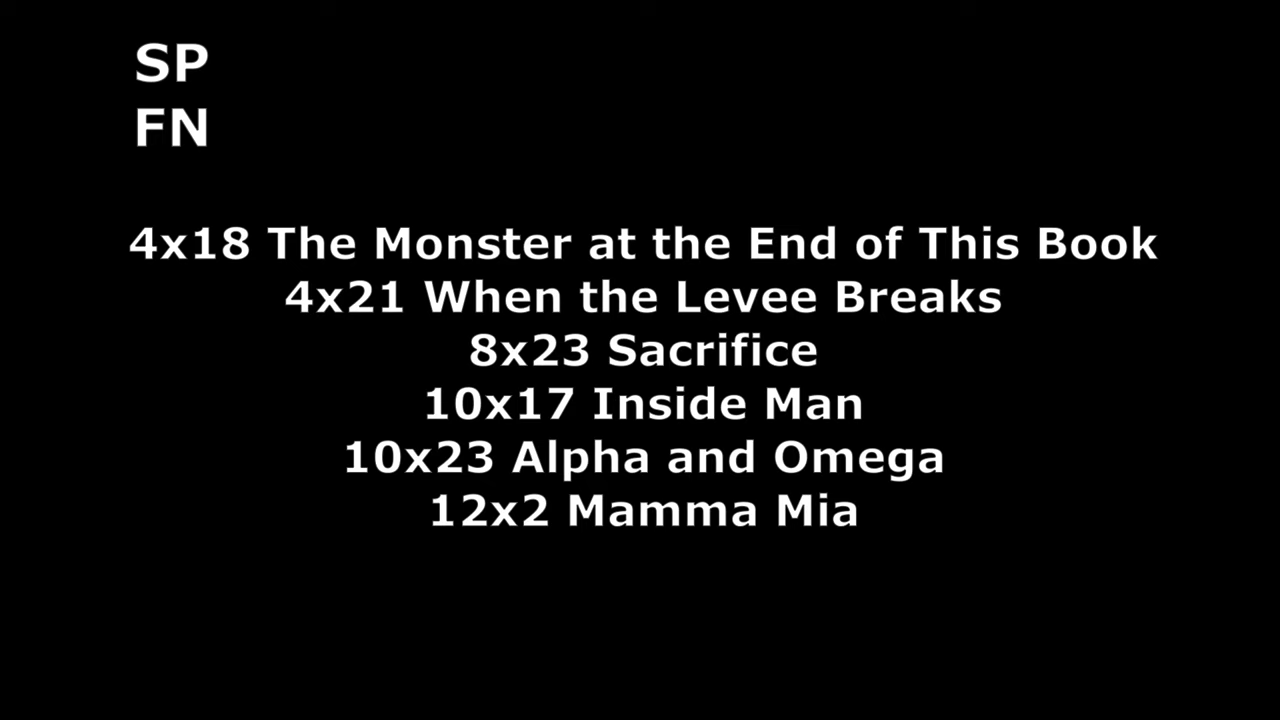 SP
FN
4x18 The Monster at the End of This Book
4x21 When the Levee Breaks
8x23 Sacrifice
10x17 Inside Man
10x23 Alpha and Omega
12x2 Mamma Mia